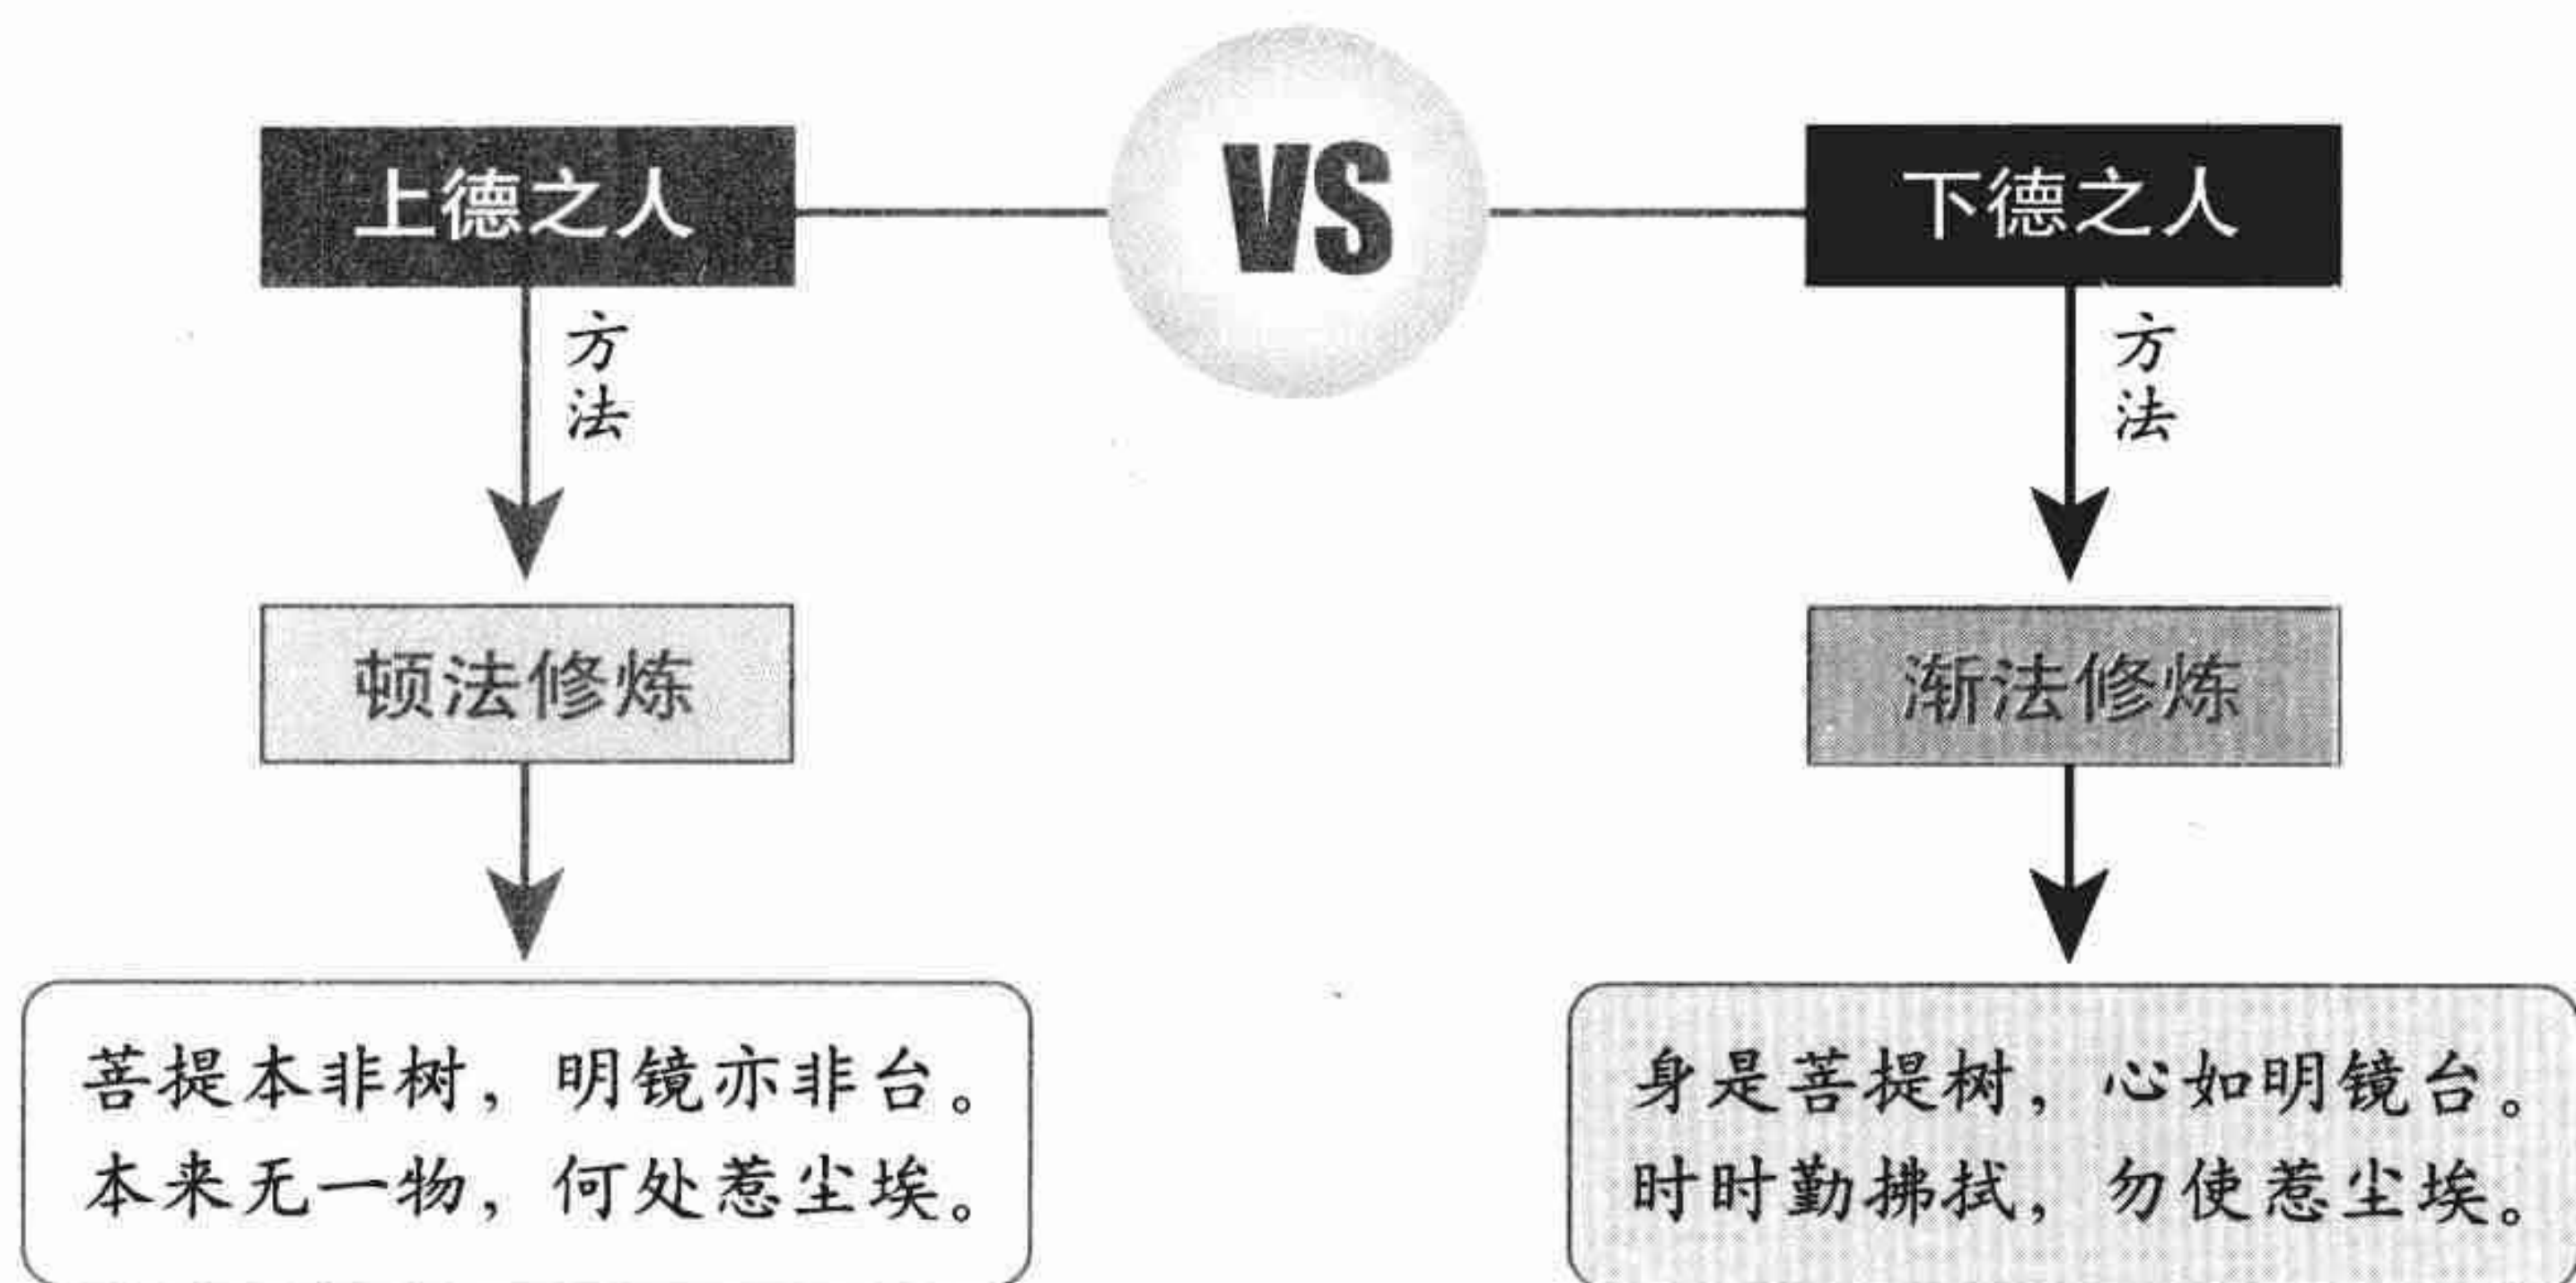 上德之人
VS
下德之人
方法
方法
顿法修炼
渐法修炼
菩提本非树，明镜亦非台。
本来无一物，何处惹尘埃。
身是菩提树，心如明镜台。
时时勤拂拭，勿使惹尘埃。